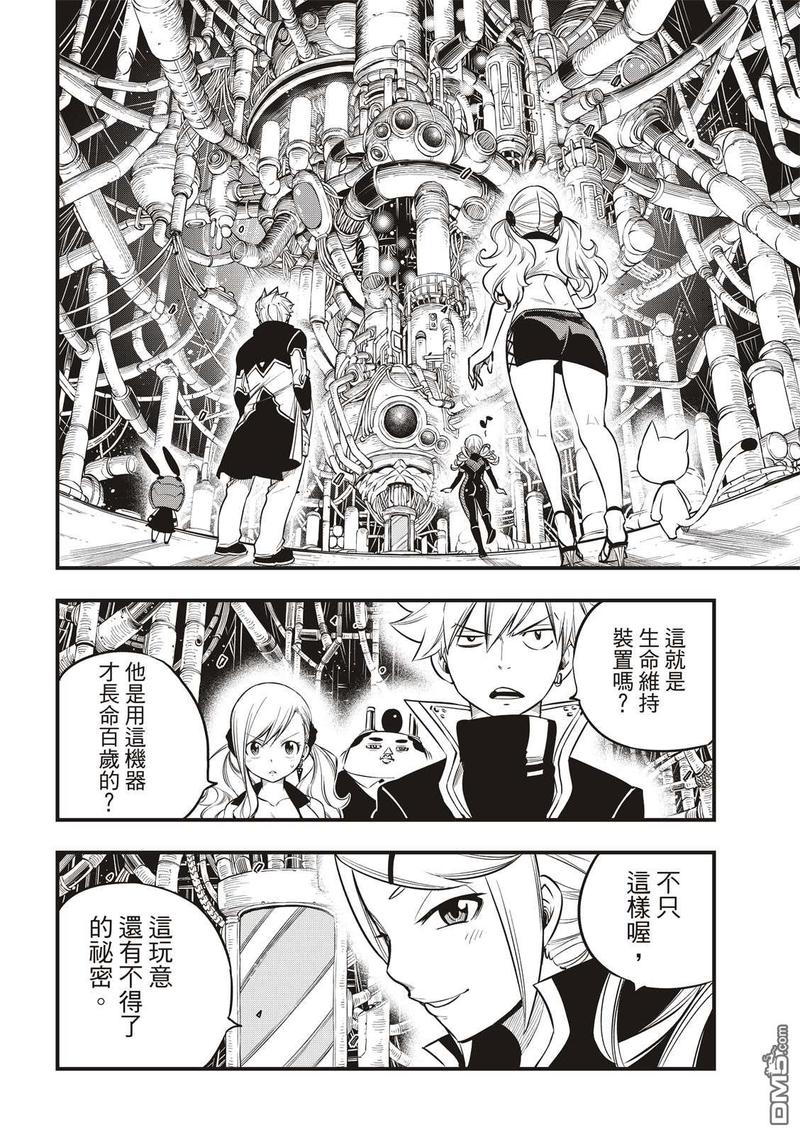 這就是
生命維持
裝置嗎？
他是用這機器
才長命百歲的？
不只
這樣喔，
這玩意
還有不得了
的祕密。
DM5.com